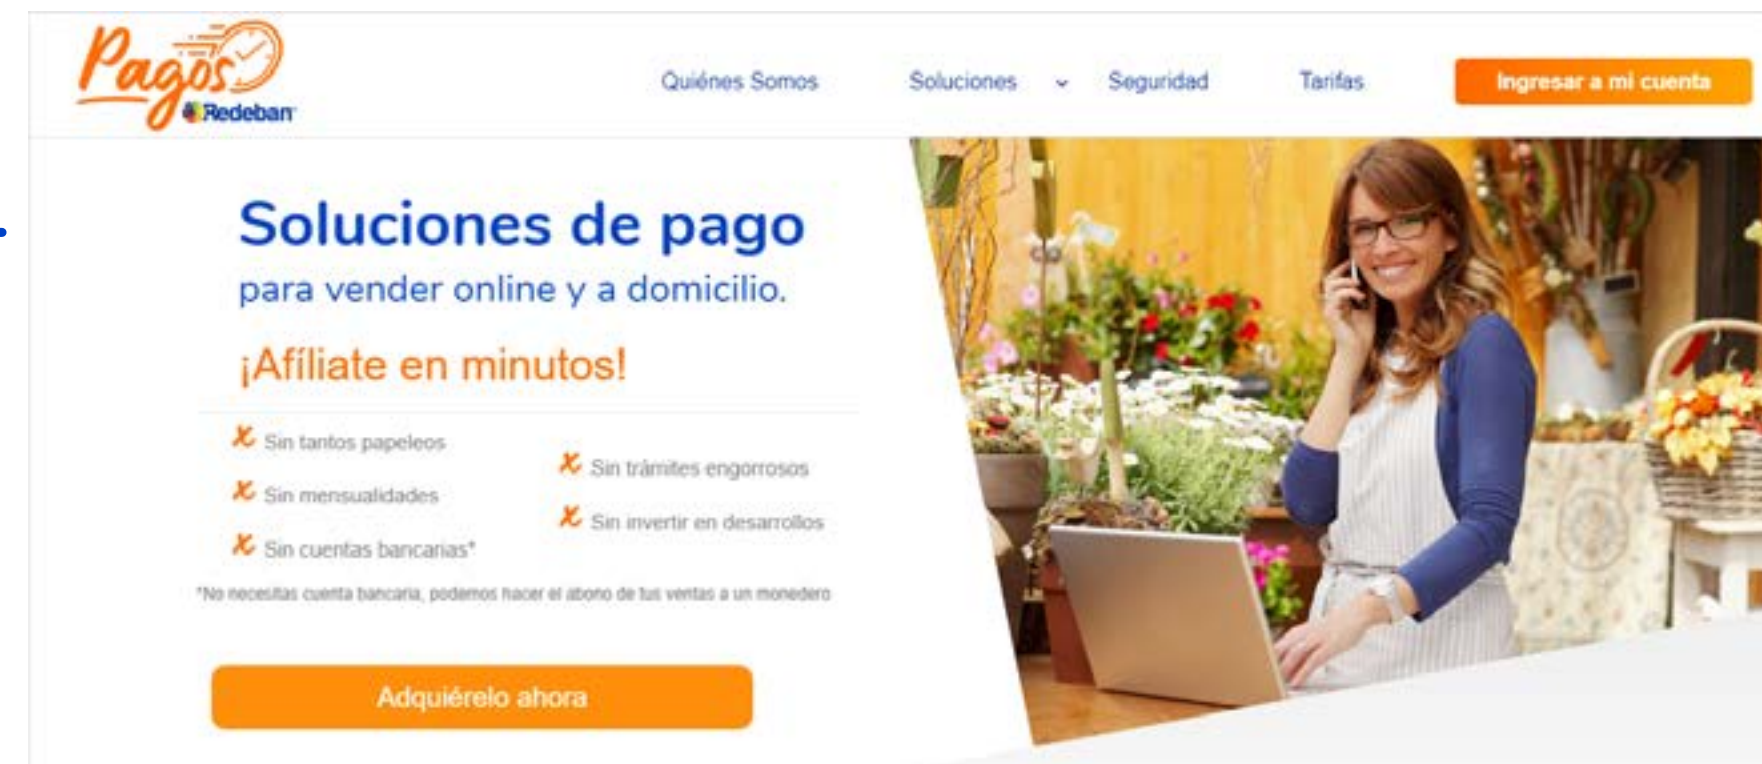 Pagos
Redeban
Quiénes Somos
Soluciones
Seguridad
Tarifas
Ingresar a mi cuenta
Soluciones de pago
para vender online y a domicilio.
¡Afíliate en minutos!
Sin tantos papeleos
Sin mensualidades
Sin cuentas bancarias*
Sin trámites engorrosos
Sin invertir en desarrollos
*No necesitas cuenta bancaria, podemos hacer el abono de tus ventas a un monedero
Adquiérelo ahora